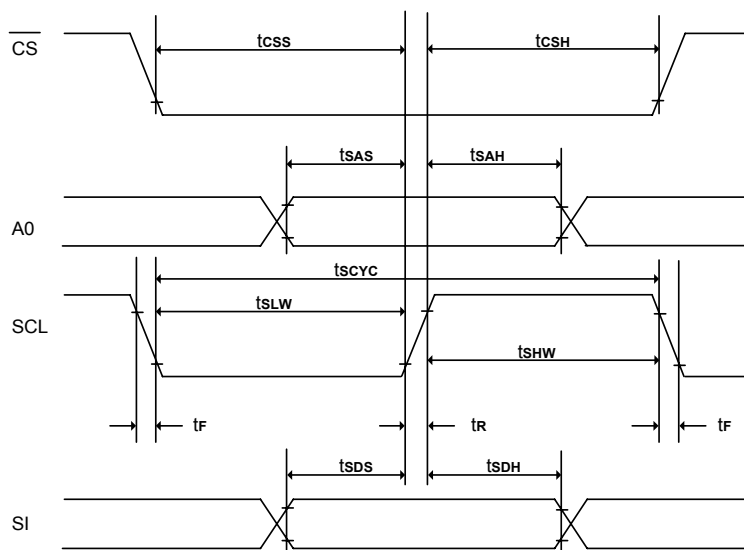 CS
tCSS
tCSH
tSAS
tSAH
A0
tSCYC
tSLW
SCL
tSHW
tF
tR
tF
tSDS
tSDH
SI